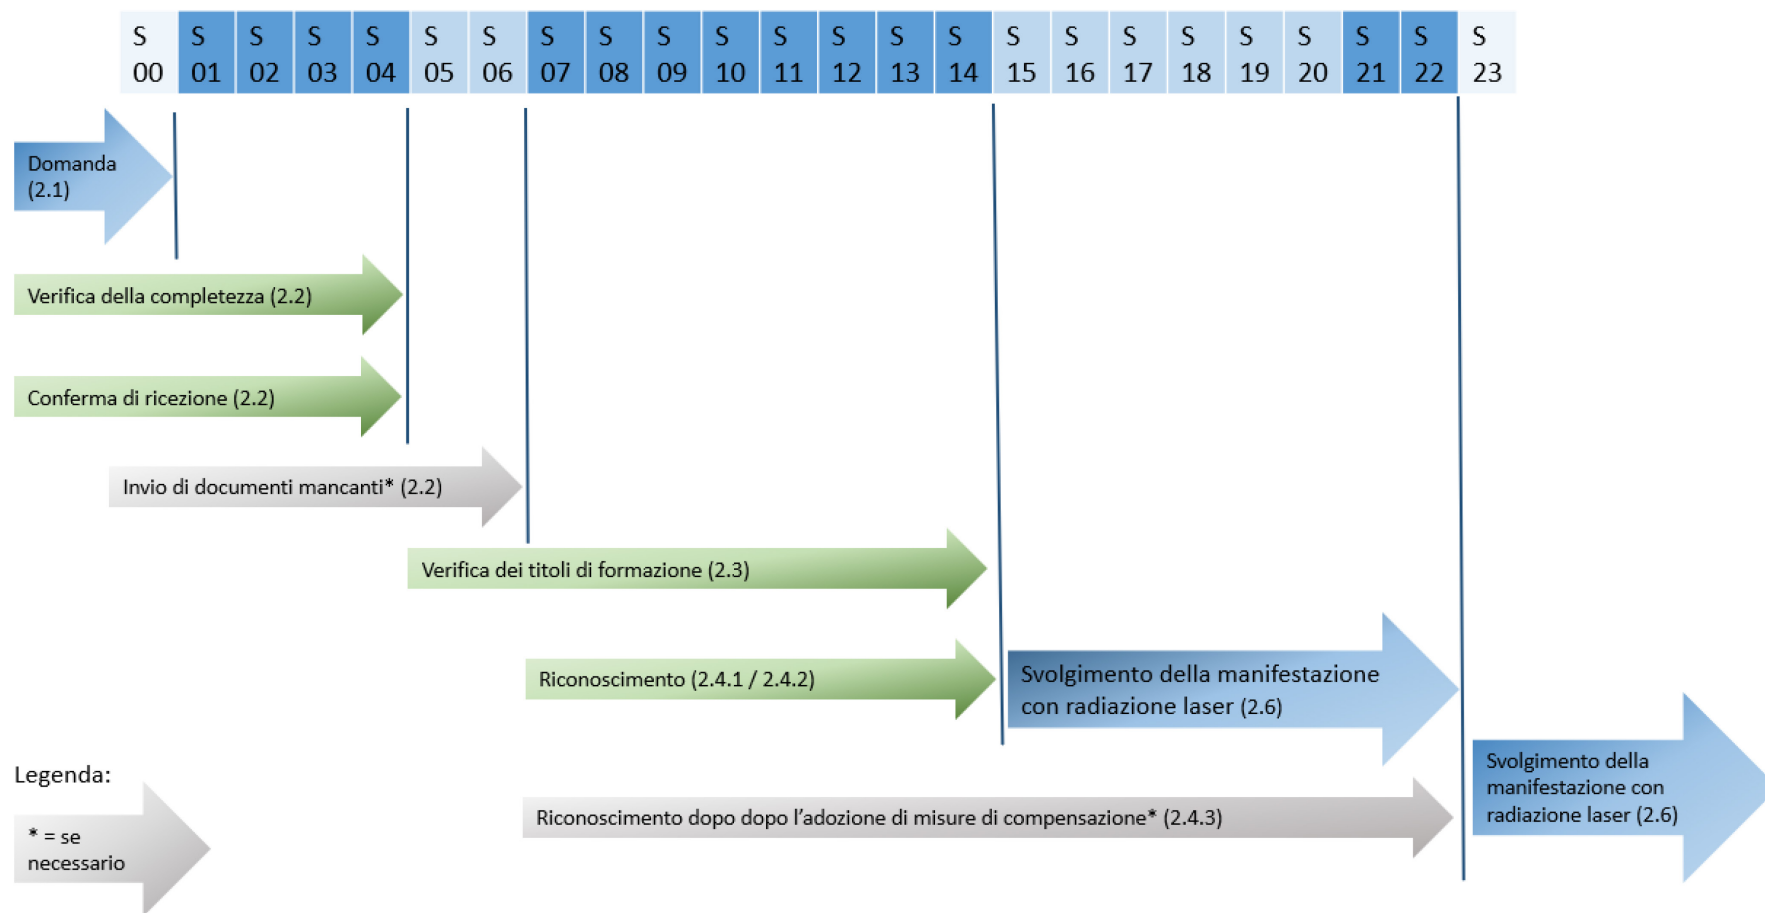 S S S S S S S S S S S S S S S S S S S S S S S S
00 01 02 03 04 05 06 07 08 09 10 11 12 13 14 15 16 17 18 19 20 21 22 23
Domanda
(2.1)
Verifica della completezza (2.2)
Conferma di ricezione (2.2)
Invio di documenti mancanti* (2.2)
Verifica dei titoli di formazione (2.3)
Riconoscimento (2.4.1 / 2.4.2)
Svolgimento della manifestazione
con radiazione laser (2.6)
Svolgimento della
manifestazione con
radiazione laser (2.6)
Riconoscimento dopo dopo l’adozione di misure di compensazione* (2.4.3)
Legenda:
* = se
necessario